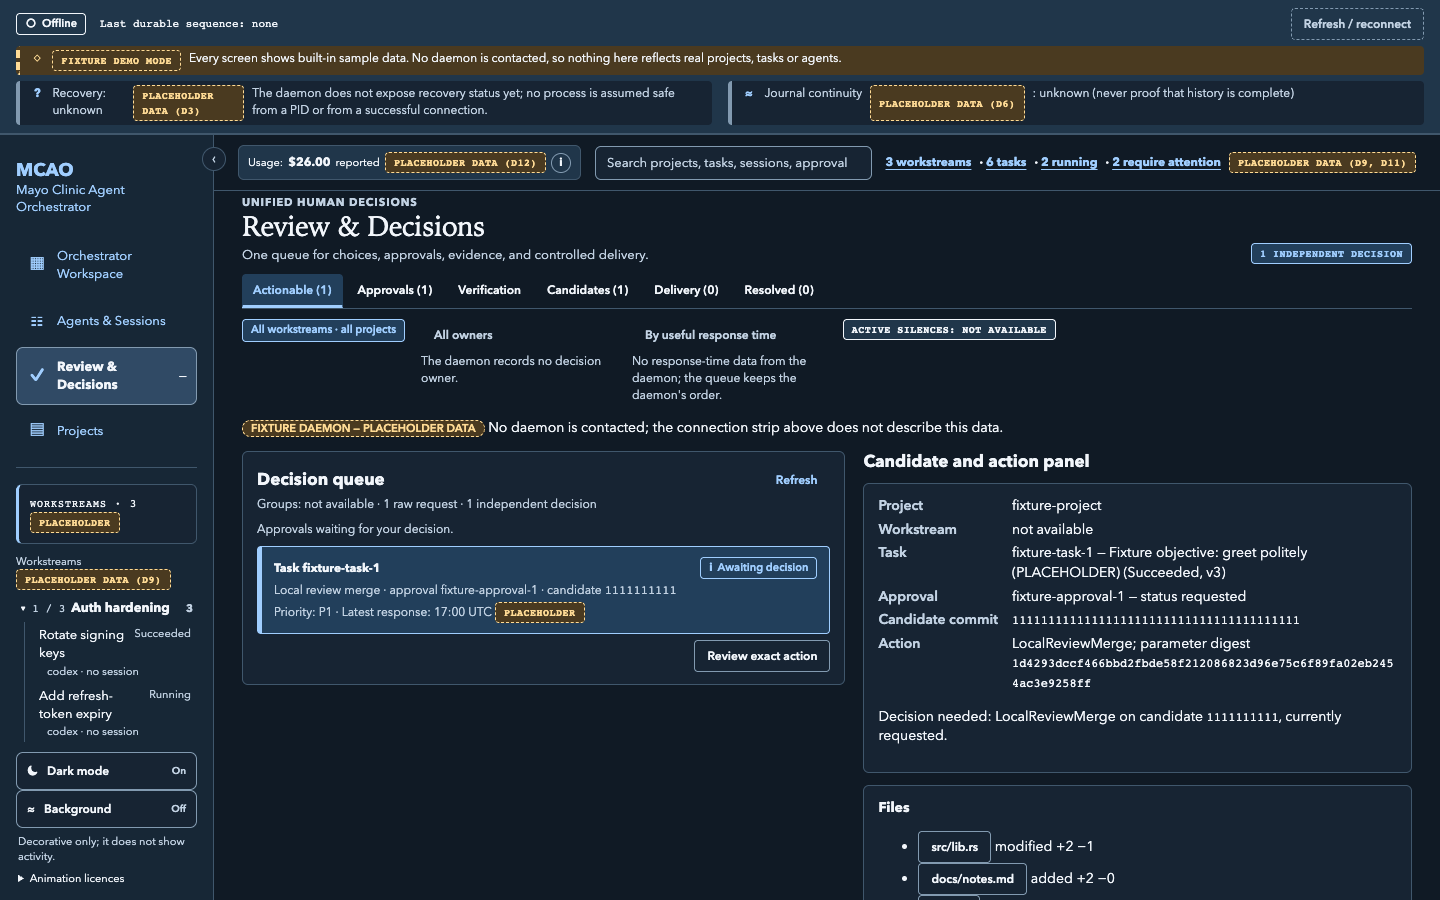 Offline
Last durable sequence: none
Refresh / reconnect
FIXTURE DEMO MODE Every screen shows built-in sample data. No daemon is contacted, so nothing here reflects real projects, tasks or agents.
? Recovery: unknown
PLACEHOLDER DATA (D3)
The daemon does not expose recovery status yet; no process is assumed safe
from a PID or from a successful connection.
≈ Journal continuity PLACEHOLDER DATA (D6) : unknown (never proof that history is complete)
MCAO
Mayo Clinic Agent
Orchestrator
Orchestrator
Workspace
Agents & Sessions
Review &
Decisions
–
Projects
WORKSTREAMS · 3
PLACEHOLDER
Workstreams
PLACEHOLDER DATA (D9)
▾ 1 / 3 Auth hardening 3
Rotate signing keys
Succeeded
codex · no session
Add refresh-token expiry
Running
codex · no session
Dark mode On
≈ Background Off
Decorative only; it does not show
activity.
▶ Animation licences
‹
Usage: $26.00 reported PLACEHOLDER DATA (D12) i
Search projects, tasks, sessions, approval
3 workstreams · 6 tasks · 2 running · 2 require attention PLACEHOLDER DATA (D9, D11)
UNIFIED HUMAN DECISIONS
Review & Decisions
One queue for choices, approvals, evidence, and controlled delivery.
1 INDEPENDENT DECISION
Actionable (1) Approvals (1) Verification Candidates (1) Delivery (0) Resolved (0)
All workstreams · all projects
All owners
The daemon records no decision
owner.
By useful response time
No response-time data from the
daemon; the queue keeps the
daemon's order.
ACTIVE SILENCES: NOT AVAILABLE
FIXTURE DAEMON — PLACEHOLDER DATA No daemon is contacted; the connection strip above does not describe this data.
Decision queue
Refresh
Groups: not available · 1 raw request · 1 independent decision
Approvals waiting for your decision.
Task fixture-task-1
i Awaiting decision
Local review merge · approval fixture-approval-1 · candidate 1111111111
Priority: P1 · Latest response: 17:00 UTC PLACEHOLDER
Review exact action
Candidate and action panel
Project fixture-project
Workstream not available
Task fixture-task-1 — Fixture objective: greet politely
(PLACEHOLDER) (Succeeded, v3)
Approval fixture-approval-1 — status requested
Candidate commit 1111111111111111111111111111111111111111
Action LocalReviewMerge; parameter digest
1d4293dccf466bbd2fbde58f212086823d96e75c6f89fa02eb245
4ac3e9258ff
Decision needed: LocalReviewMerge on candidate 1111111111, currently
requested.
Files
• src/lib.rs modified +2 −1
• docs/notes.md added +2 −0